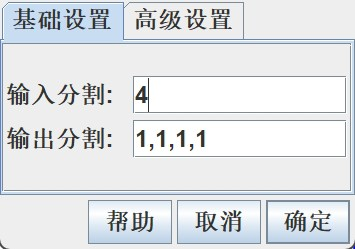 基础设置 高级设置
输入分割: 4
输出分割: 1,1,1,1
帮助 取消 确定